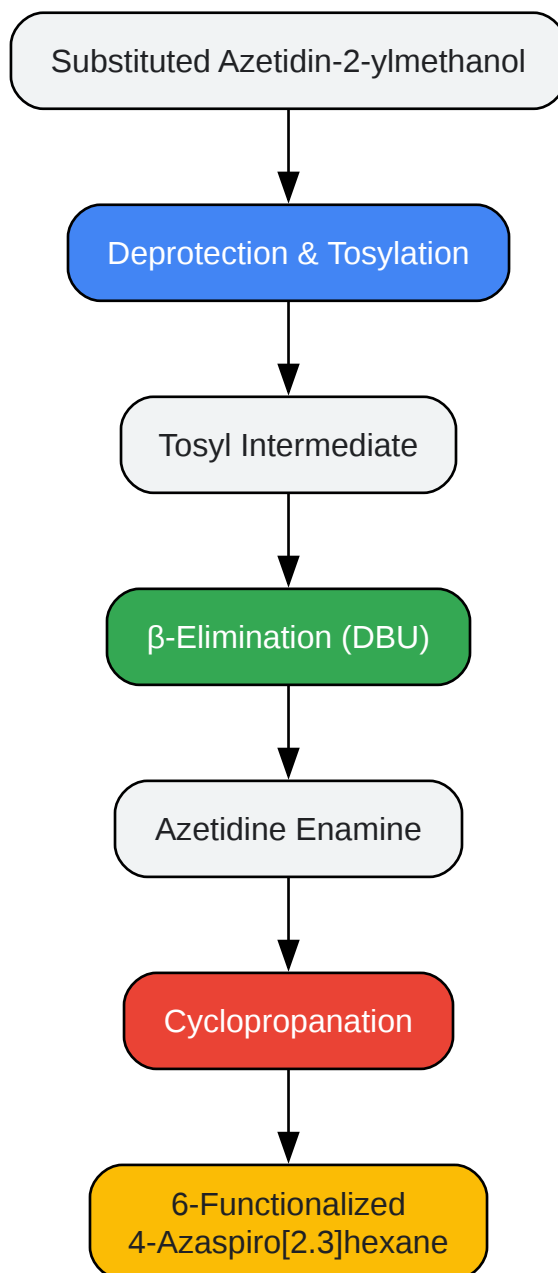 Substituted Azetidin-2-ylmethanol
Deprotection & Tosylation
Tosyl Intermediate
β-Elimination (DBU)
Azetidine Enamine
Cyclopropanation
6-Functionalized
4-Azaspiro[2.3]hexane